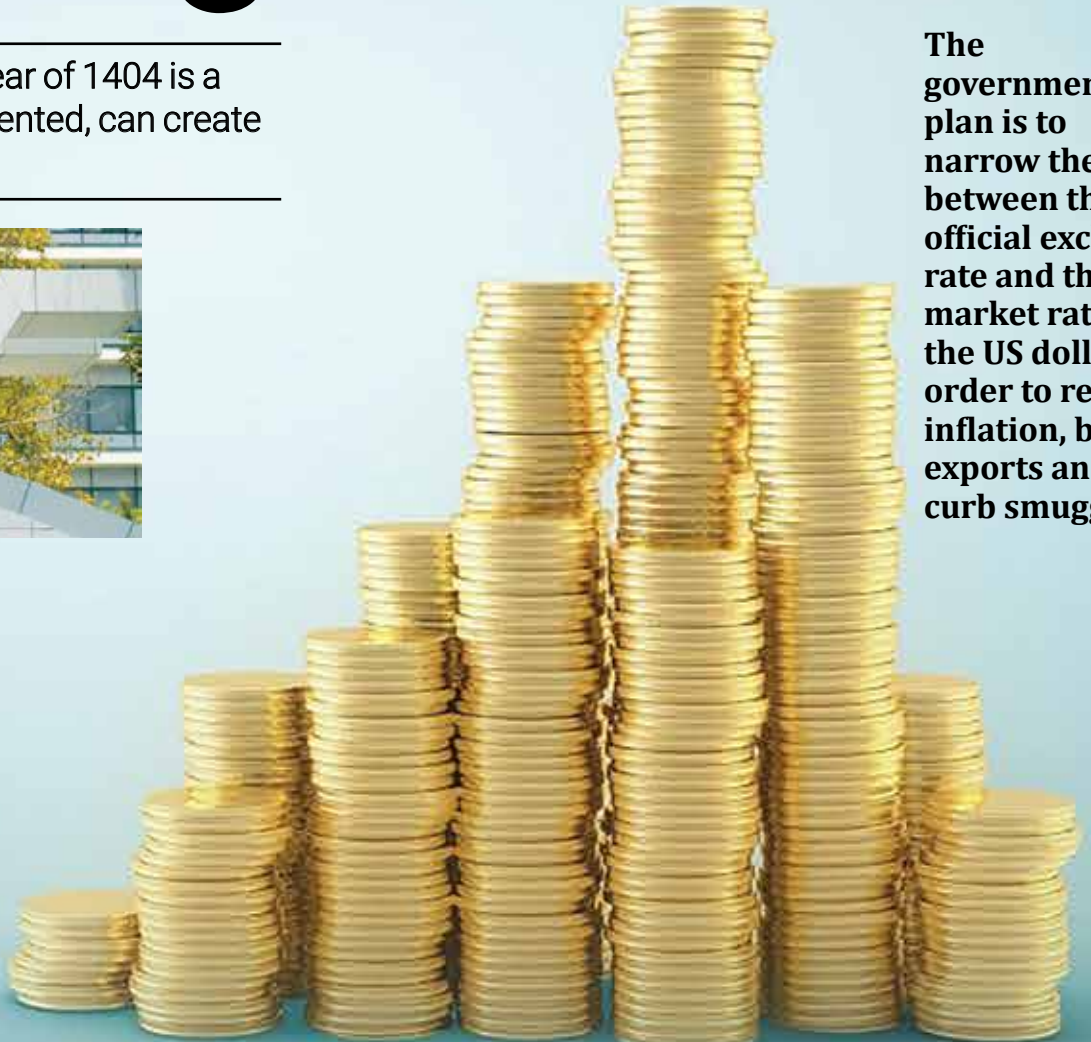 ear of 1404 is a
ented, can create
The
governmen
plan is to
narrow the
between th
official exc
rate and th
market rat
the US doll
order to re
inflation, b
exports an
curb smugg